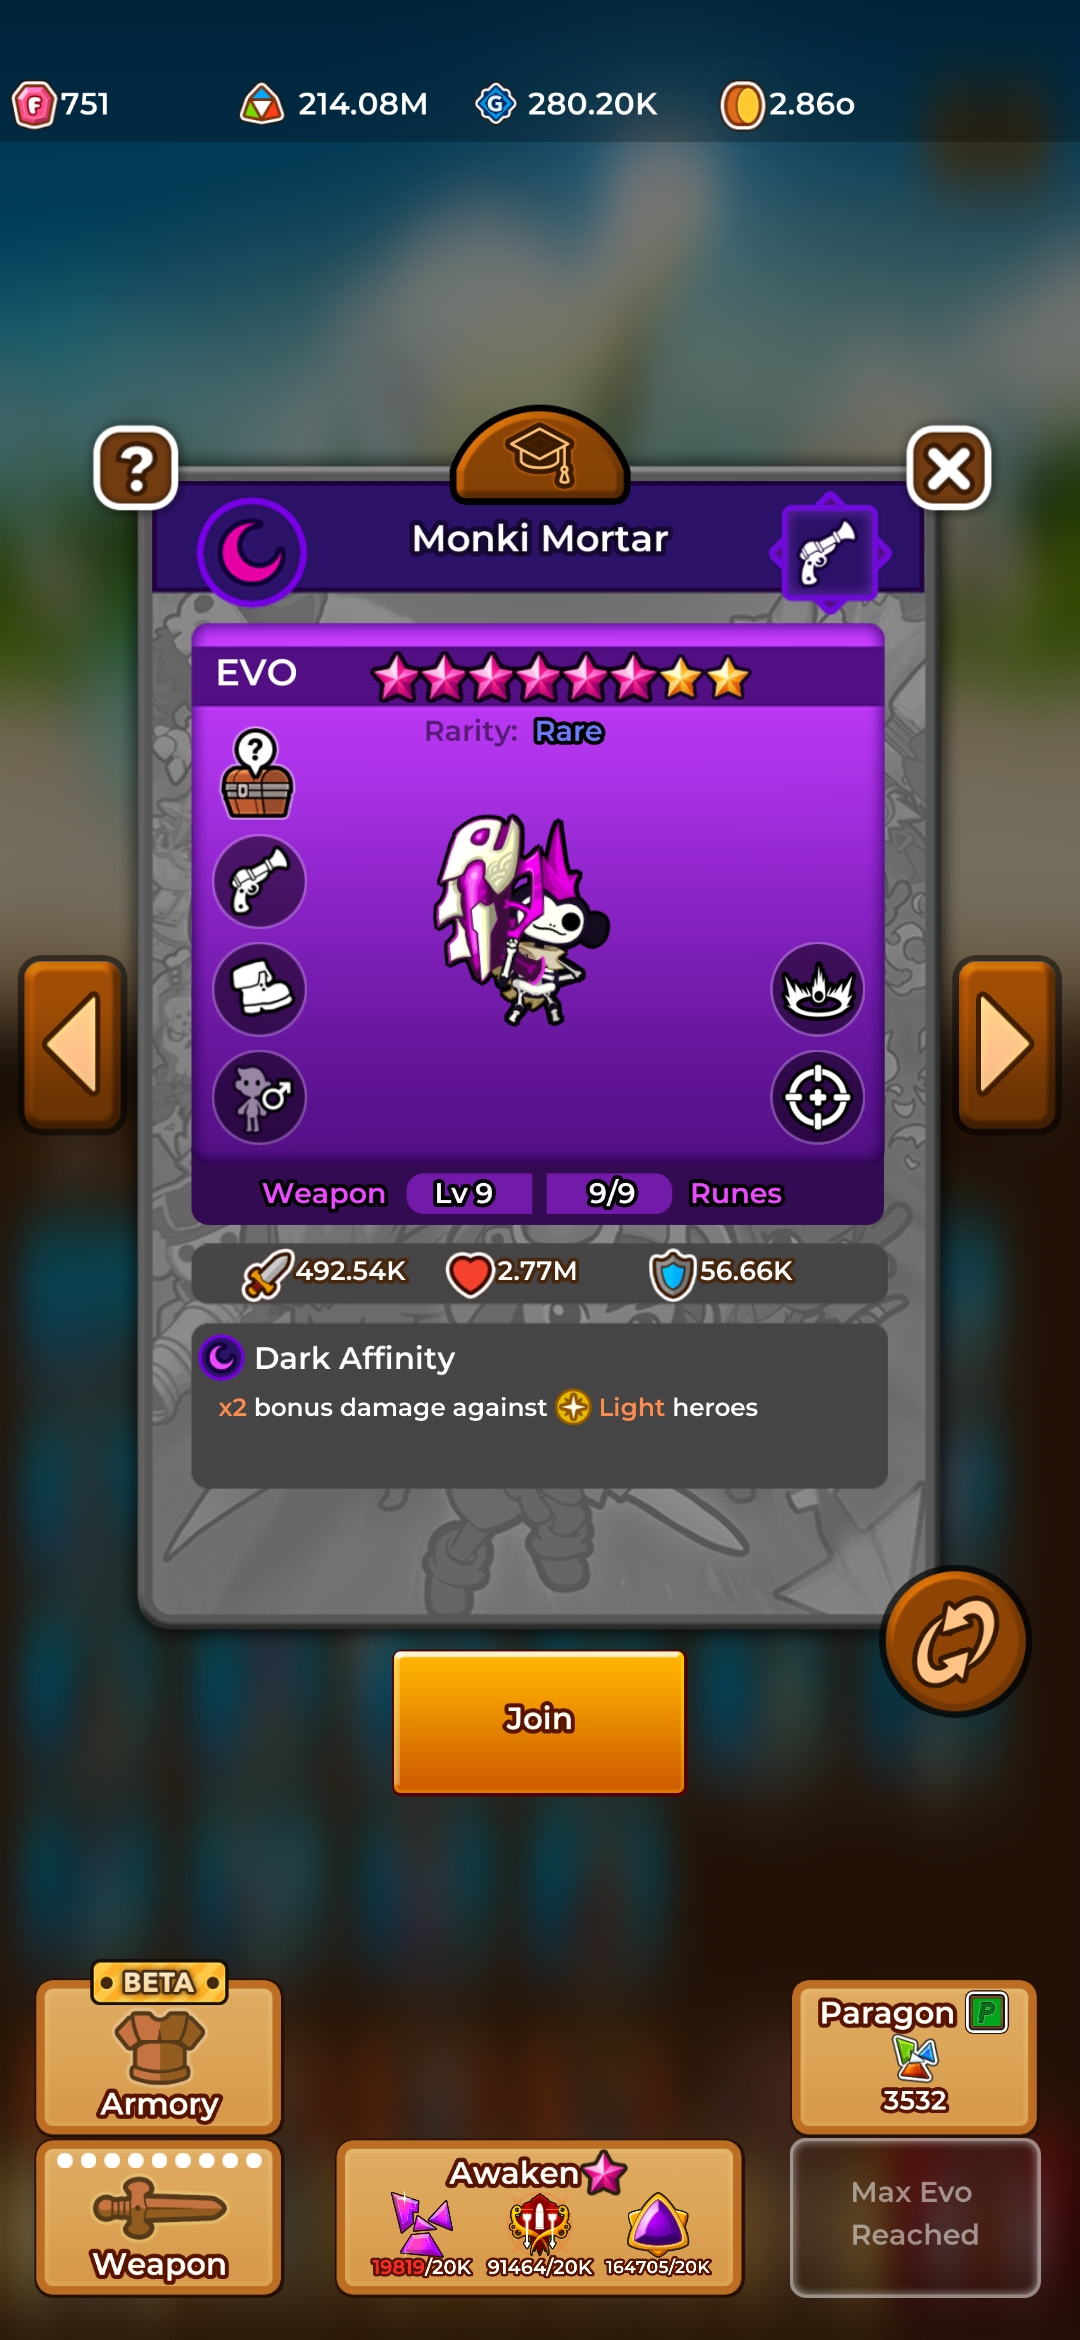 F 751
214.08M
G 280.20K
2.86o
?
Monki Mortar
EVO
Rarity: Rare
?
Weapon Lv 9 9/9 Runes
492.54K 2.77M 56.66K
Dark Affinity
x2 bonus damage against Light heroes
Join
BETA
Armory
Paragon P
3532
Weapon
Awaken
19819/20K 91464/20K 164705/20K
Max Evo
Reached